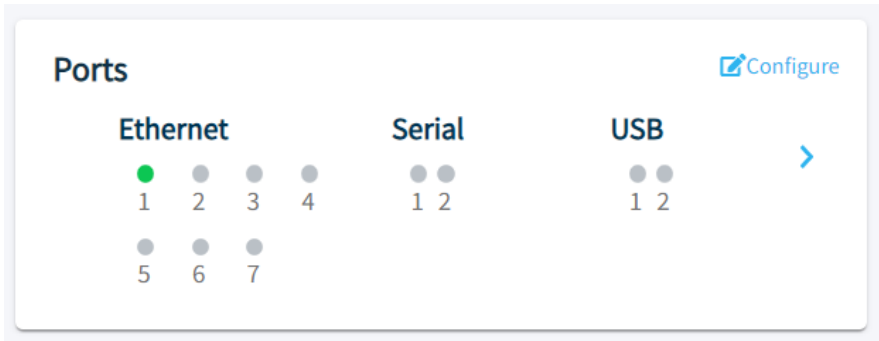 Ports
Configure
Ethernet Serial USB
1 2 3 4 1 2 1 2
5 6 7